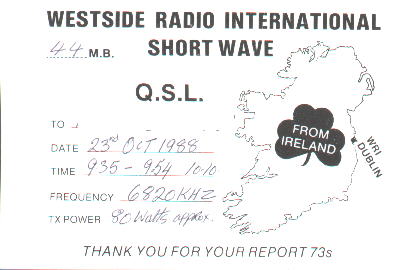 WESTSIDE RADIO INTERNATIONAL
44 M.B. SHORT WAVE
Q.S.L.
TO
DATE 23rd OCT 1988
TIME 935 - 954 10-10
FREQUENCY 6820KHZ
TX POWER 80 Watts approx.
FROM
IRELAND
WRI
DUBLIN
THANK YOU FOR YOUR REPORT 73s